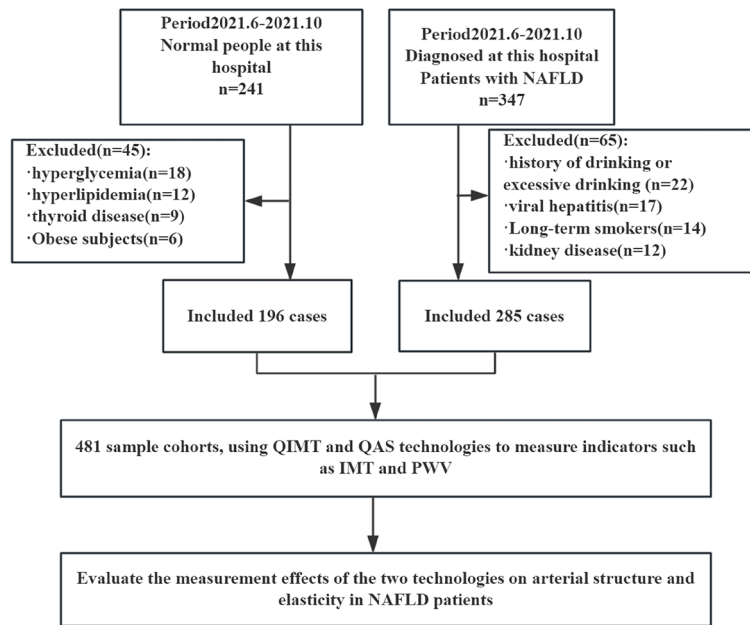 Period2021.6-2021.10
Normal people at this
hospital
n=241
Period2021.6-2021.10
Diagnosed at this hospital
Patients with NAFLD
n=347
Excluded(n=45):
·hyperglycemia(n=18)
·hyperlipidemia(n=12)
·thyroid disease(n=9)
·Obese subjects(n=6)
Excluded(n=65):
·history of drinking or
excessive drinking (n=22)
·viral hepatitis(n=17)
·Long-term smokers(n=14)
·kidney disease(n=12)
Included 196 cases
Included 285 cases
481 sample cohorts, using QIMT and QAS technologies to measure indicators such
as IMT and PWV
Evaluate the measurement effects of the two technologies on arterial structure and
elasticity in NAFLD patients